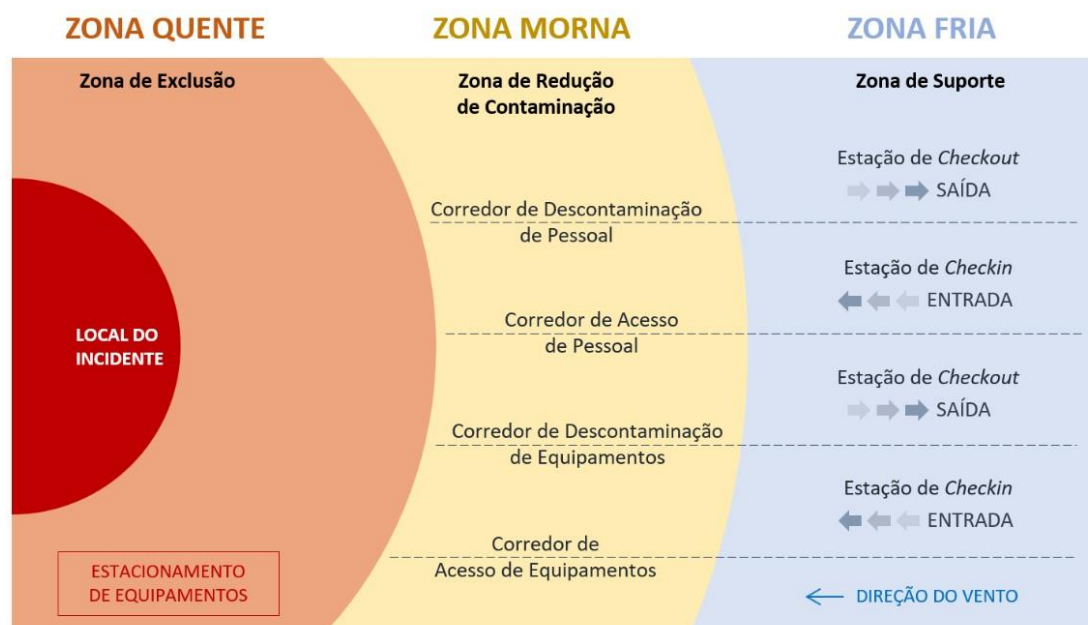 ZONA QUENTE
ZONA MORNA
ZONA FRIA
Zona de Exclusão
Zona de Redução
de Contaminação
Zona de Suporte
Estação de Checkout
SAÍDA
Corredor de Descontaminação
de Pessoal
Estação de Checkin
ENTRADA
LOCAL DO
INCIDENTE
Corredor de Acesso
de Pessoal
Estação de Checkout
SAÍDA
Corredor de Descontaminação
de Equipamentos
Estação de Checkin
ENTRADA
Corredor de
Acesso de Equipamentos
ESTACIONAMENTO
DE EQUIPAMENTOS
DIREÇÃO DO VENTO